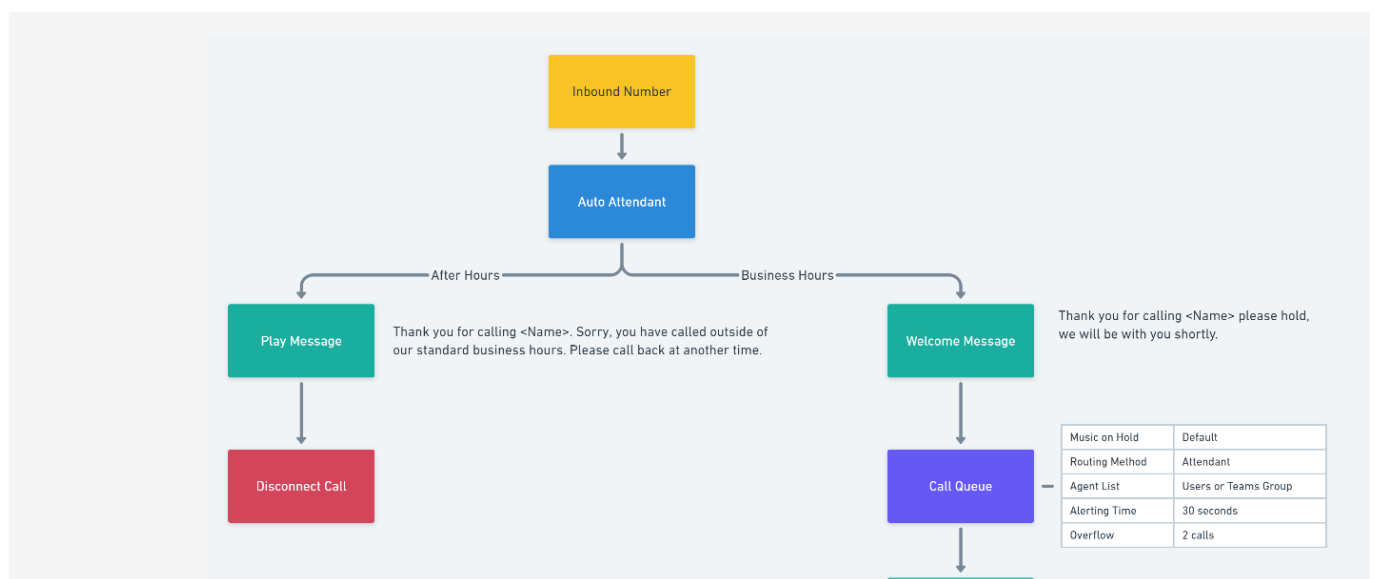 Inbound Number
Auto Attendant
After Hours
Business Hours
Play Message
Thank you for calling <Name>. Sorry, you have called outside of
our standard business hours. Please call back at another time.
Welcome Message
Thank you for calling <Name> please hold,
we will be with you shortly.
Disconnect Call
Call Queue
Music on Hold Default
Routing Method Attendant
Agent List Users or Teams Group
Alerting Time 30 seconds
Overflow 2 calls